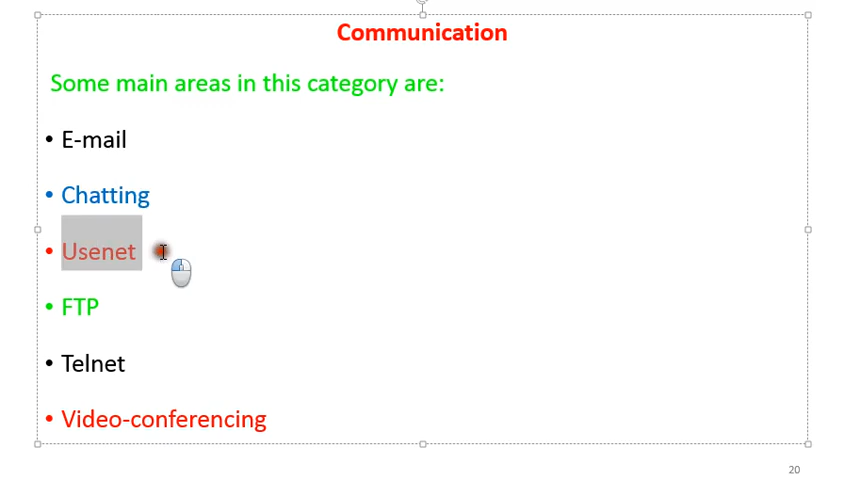 Communication
Some main areas in this category are:
• E-mail
• Chatting
• Usenet
• FTP
• Telnet
• Video-conferencing
20